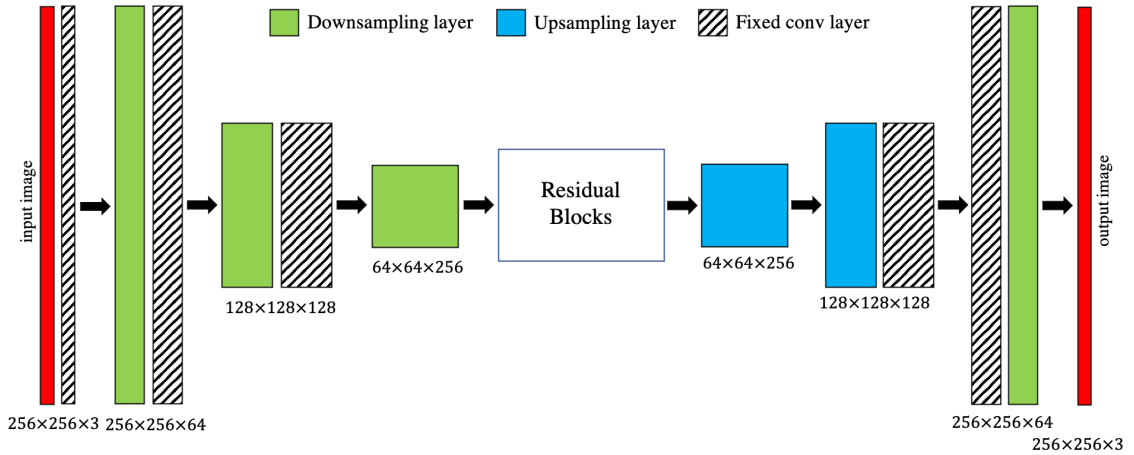 Downsampling layer
Upsampling layer
Fixed conv layer
input image
256×256×3
256×256×64
128×128×128
64×64×256
Residual
Blocks
64×64×256
128×128×128
256×256×64
output image
256×256×3